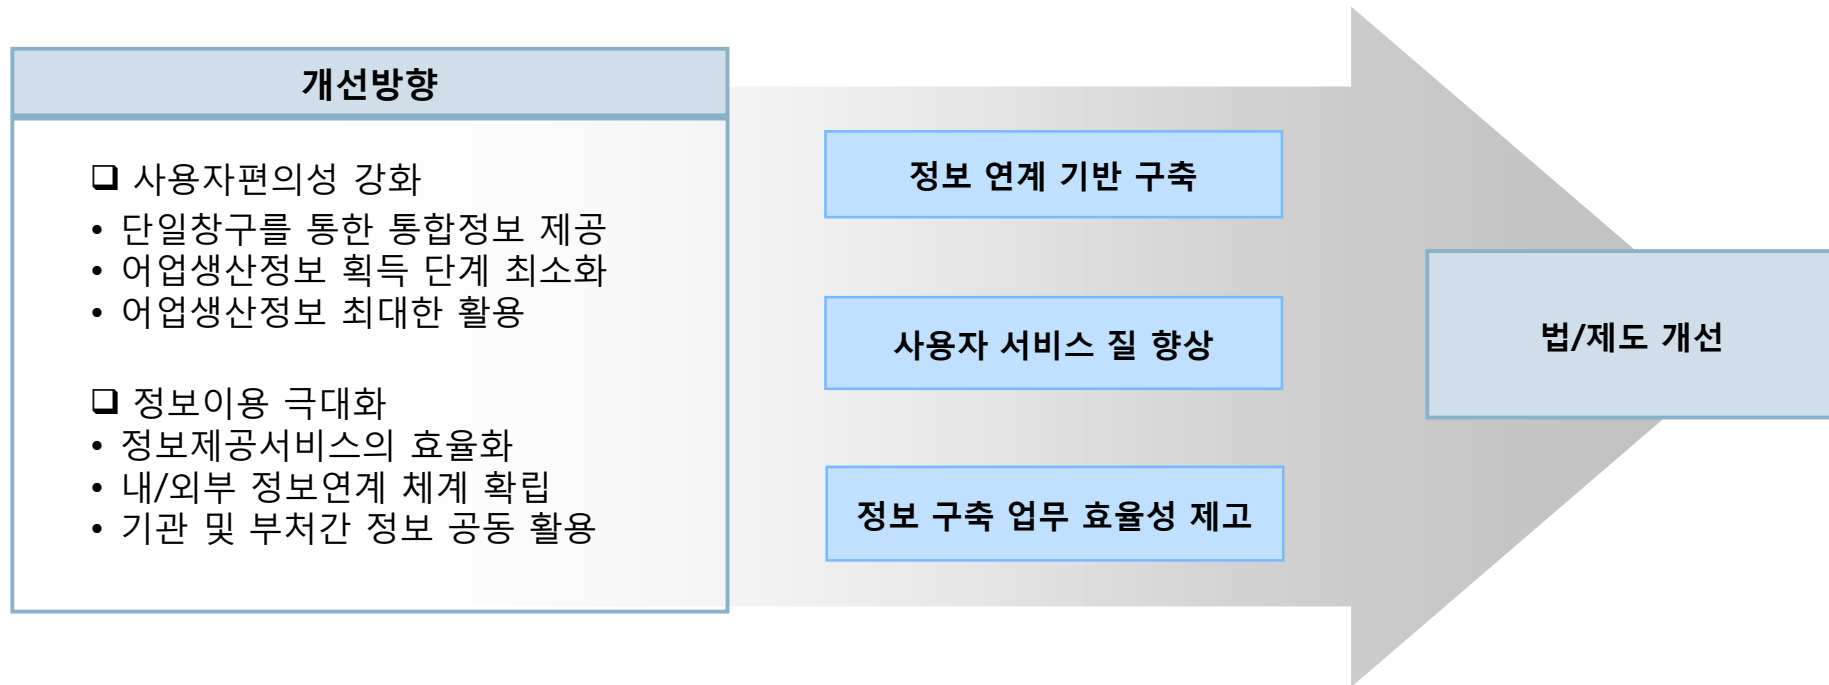 개선방향
❑ 사용자편의성 강화
• 단일창구를 통한 통합정보 제공
• 어업생산정보 획득 단계 최소화
• 어업생산정보 최대한 활용
❑ 정보이용 극대화
• 정보제공서비스의 효율화
• 내/외부 정보연계 체계 확립
• 기관 및 부처간 정보 공동 활용
정보 연계 기반 구축
사용자 서비스 질 향상
정보 구축 업무 효율성 제고
법/제도 개선